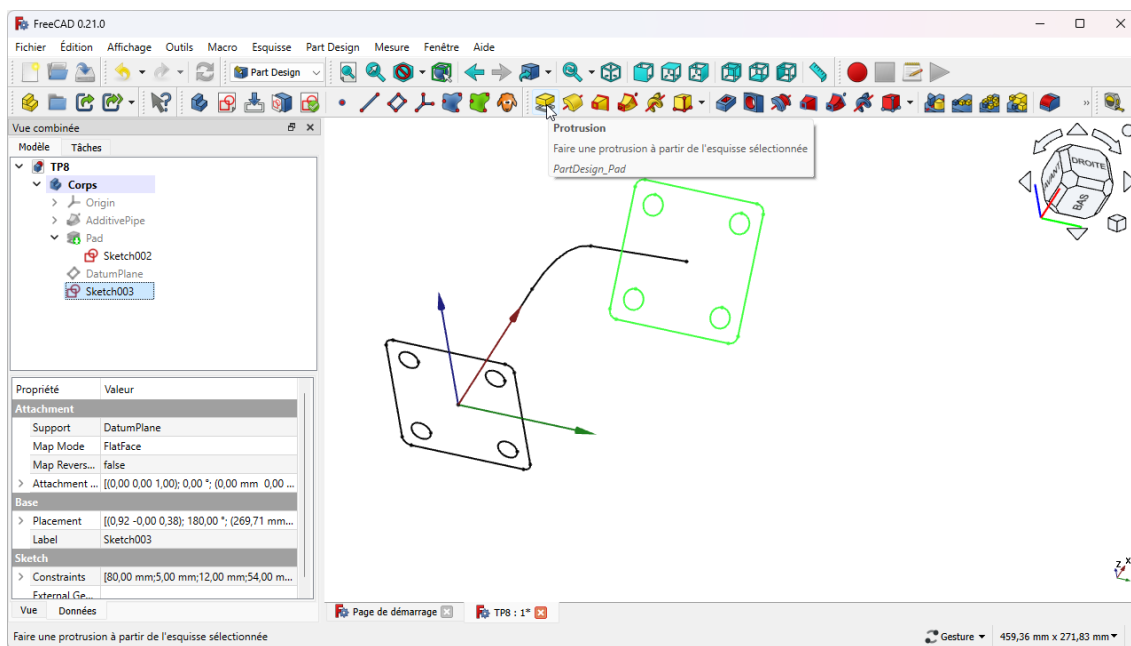 FreeCAD 0.21.0
Fichier Édition Affichage Outils Macro Esquisse Part Design Mesure Fenêtre Aide
Part Design
Vue combinée
Modèle Tâches
TP8
Corps
Origin
AdditivePipe
Pad
Sketch002
DatumPlane
Sketch003
Protrusion
Faire une protrusion à partir de l'esquisse sélectionnée
PartDesign_Pad
DROITE
AVANT
BAS
Propriété Valeur
Attachment
Support DatumPlane
Map Mode FlatFace
Map Revers... false
Attachment ... [(0,00 0,00 1,00); 0,00 °; (0,00 mm 0,00 ...
Base
Placement [(0,92 -0,00 0,38); 180,00 °; (269,71 mm...
Label Sketch003
Sketch
Constraints [80,00 mm;5,00 mm;12,00 mm;54,00 m...
External Ge...
Vue Données
Z X
Page de démarrage
TP8 : 1*
Faire une protrusion à partir de l'esquisse sélectionnée
Gesture
459,36 mm x 271,83 mm